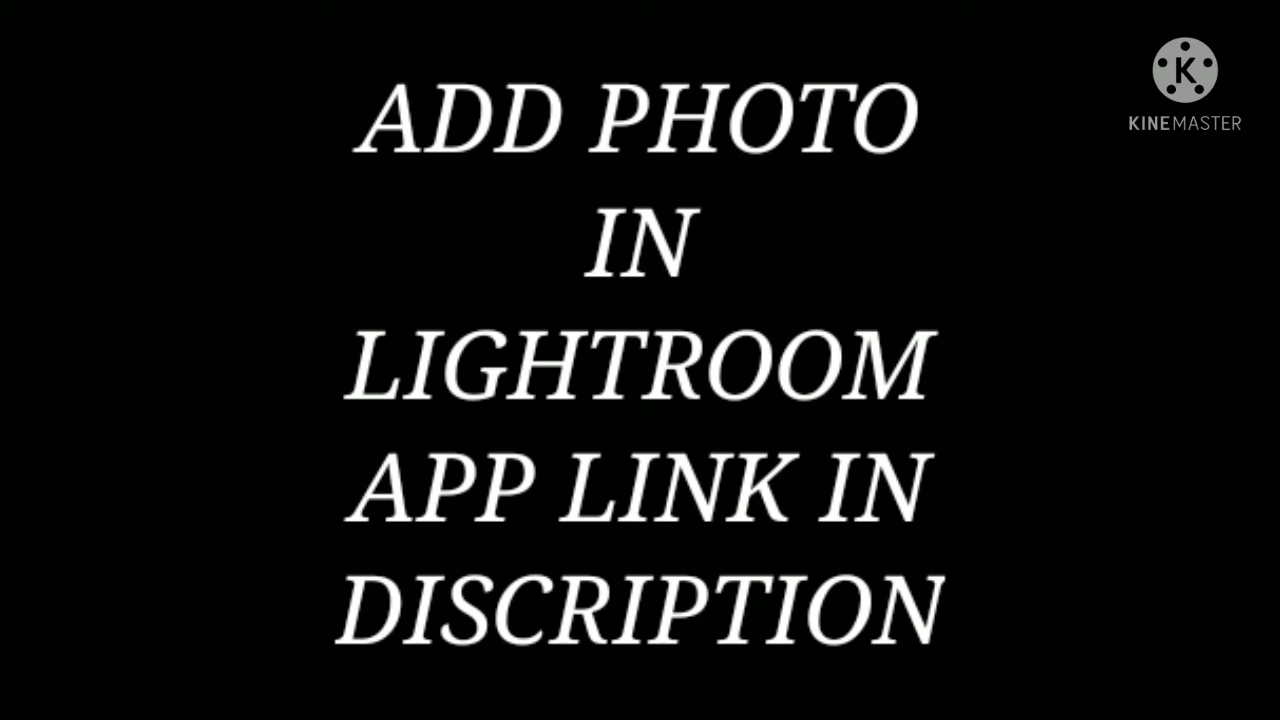 ADD PHOTO
IN
LIGHTROOM
APP LINK IN
DISCRIPTION
K
KINEMASTER